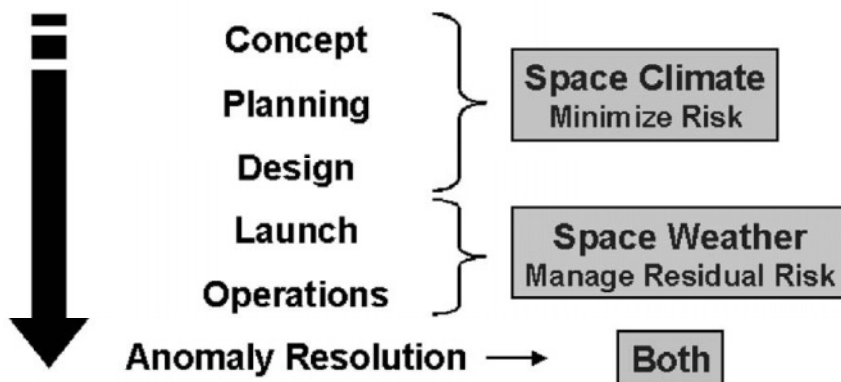 Concept
Planning
Design
Launch
Operations
Anomaly Resolution
Space Climate
Minimize Risk
Space Weather
Manage Residual Risk
Both